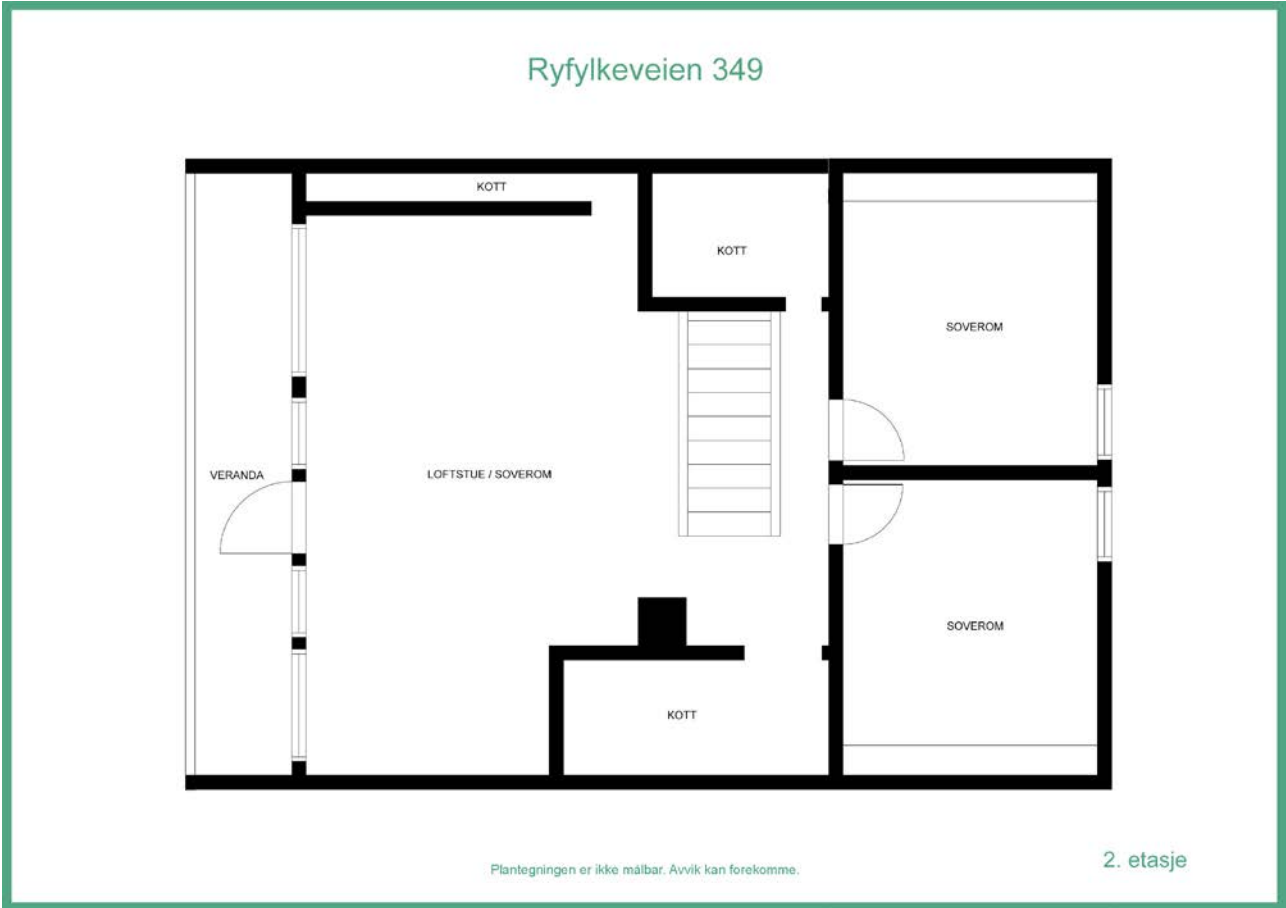 Ryfylkeveien 349
KOTT
KOTT
SOVEROM
VERANDA
LOFTSTUE / SOVEROM
SOVEROM
KOTT
2. etasje
Plantegningen er ikke målbar. Avvik kan forekomme.